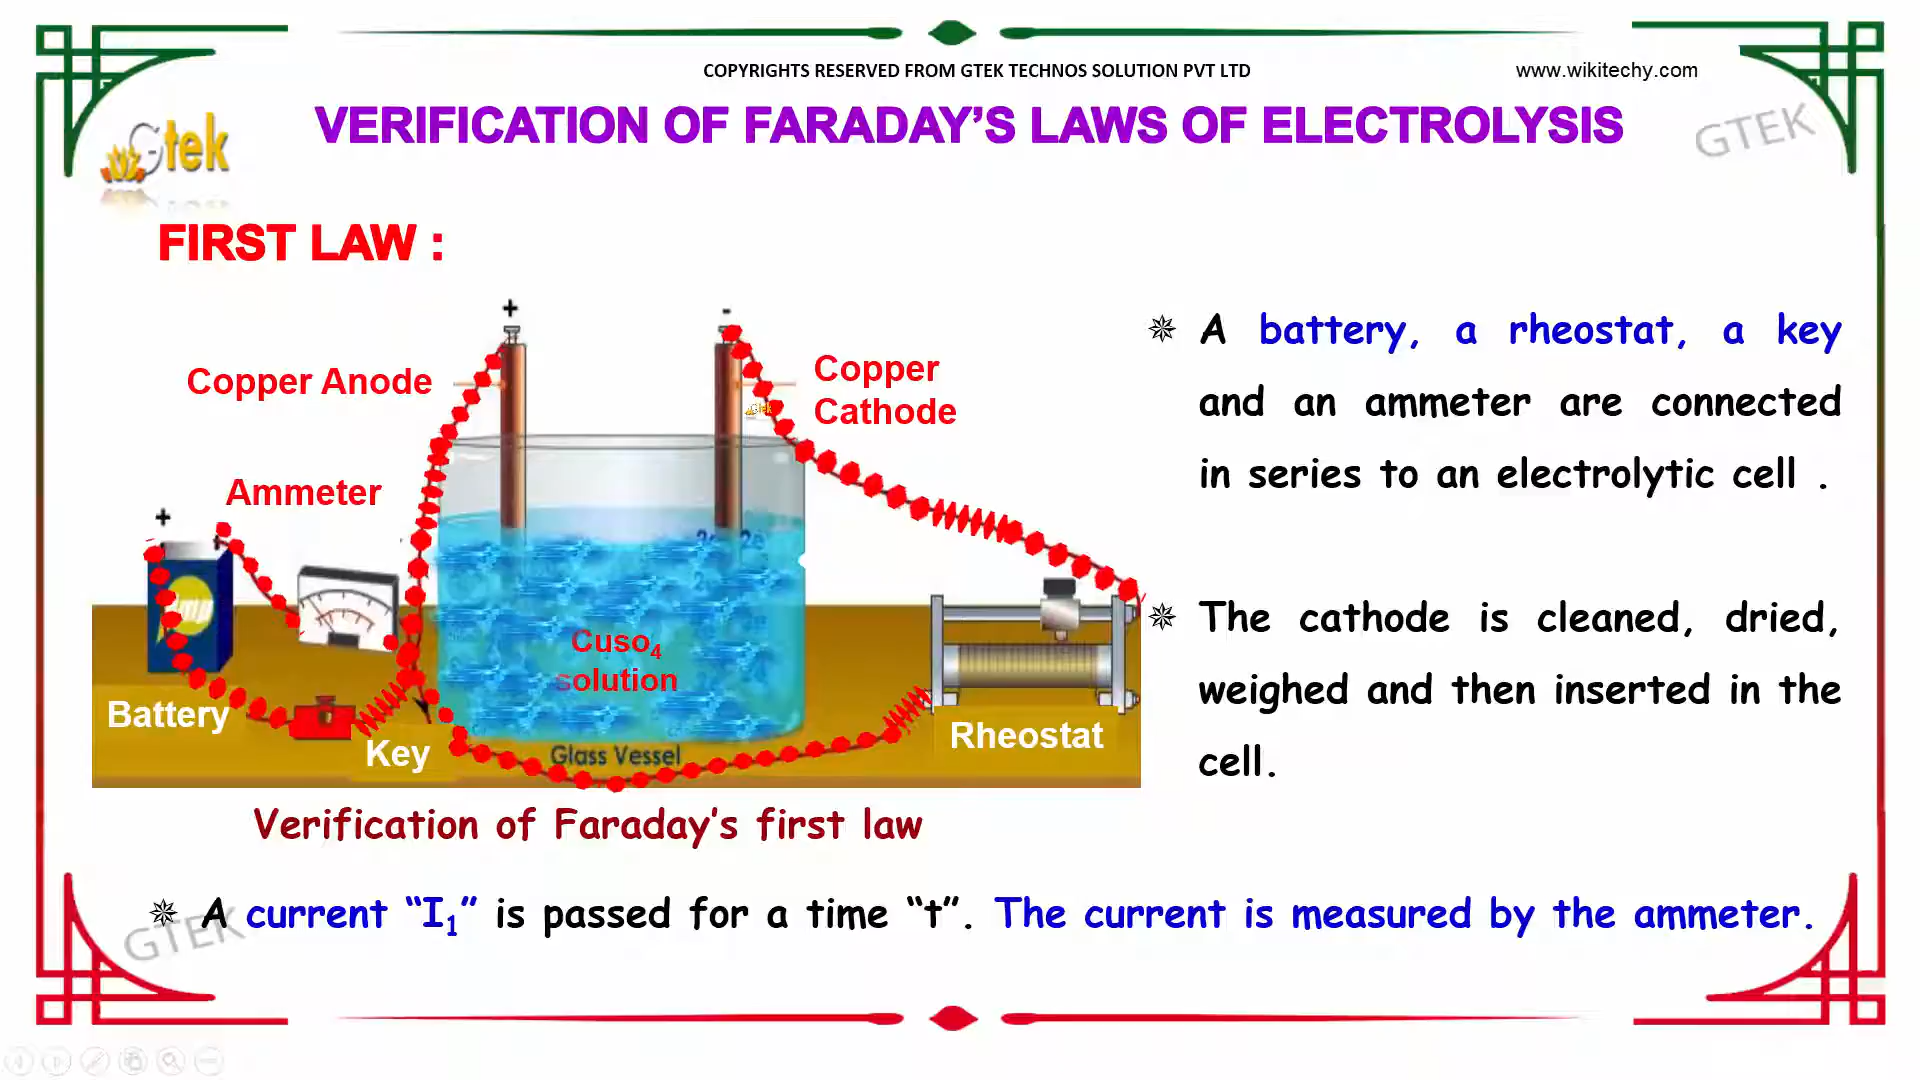 COPYRIGHTS RESERVED FROM GTEK TECHNOS SOLUTION PVT LTD
www.wikitechy.com
Gtek
VERIFICATION OF FARADAY’S LAWS OF ELECTROLYSIS
GTEK
FIRST LAW :
+
-
Copper Anode
Copper
Cathode
Ammeter
+
Cuso₄
solution
Battery
Key
Glass Vessel
Rheostat
Verification of Faraday’s first law
A battery, a rheostat, a key
and an ammeter are connected
in series to an electrolytic cell .
The cathode is cleaned, dried,
weighed and then inserted in the
cell.
A current “I₁” is passed for a time “t”. The current is measured by the ammeter.
GTEK